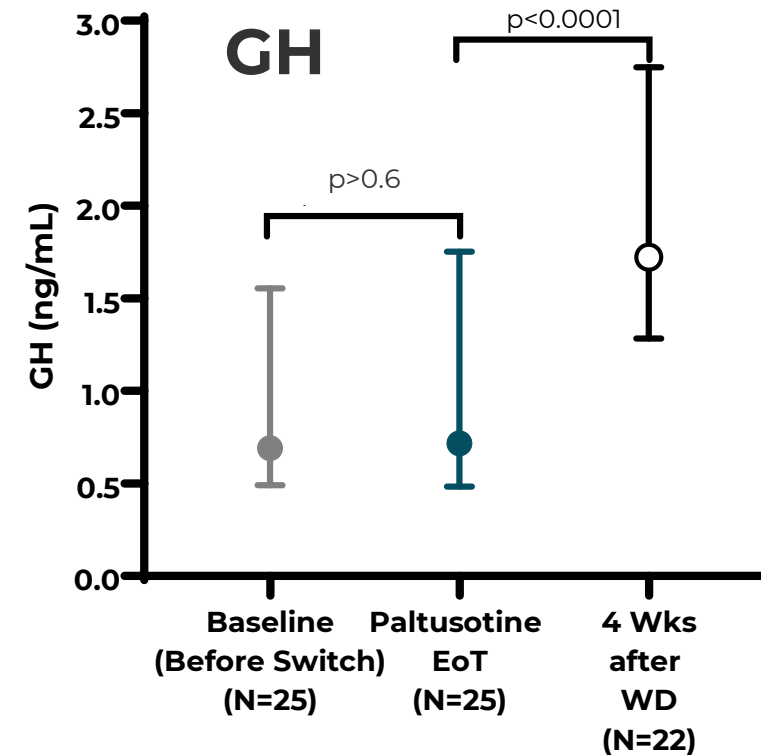 GH
p<0.0001
p>0.6
GH (ng/mL)
3.0
2.5
2.0
1.5
1.0
0.5
0.0
Baseline
(Before Switch)
(N=25)
Paltusotine
EoT
(N=25)
4 Wks
after
WD
(N=22)